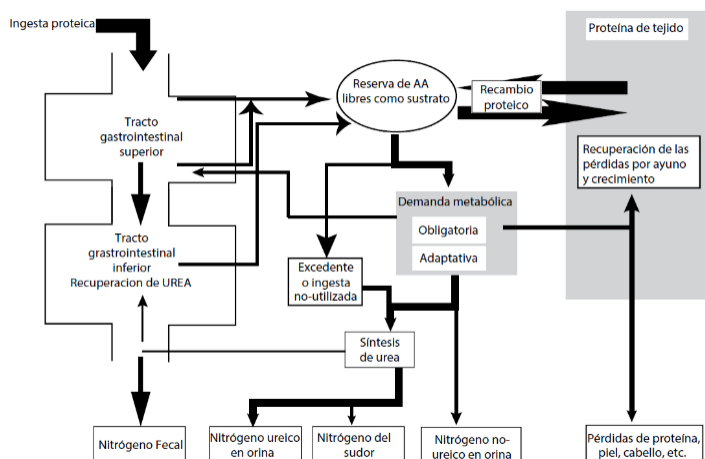 Ingesta proteica
Proteína de tejido
Reserva de AA
libres como sustrato
Recambio
proteico
Tracto
gastrointestinal
superior
Recuperación de las
pérdidas por ayuno
y crecimiento
Demanda metabólica
Obligatoria
Adaptativa
Tracto
grastrointestinal
inferior
Recuperacion de UREA
Excedente
o ingesta
no-utilizada
Síntesis
de urea
Nitrógeno Fecal
Nitrógeno ureico
en orina
Nitrógeno del
sudor
Nitrógeno no-
ureico en orina
Pérdidas de proteína,
piel, cabello, etc.